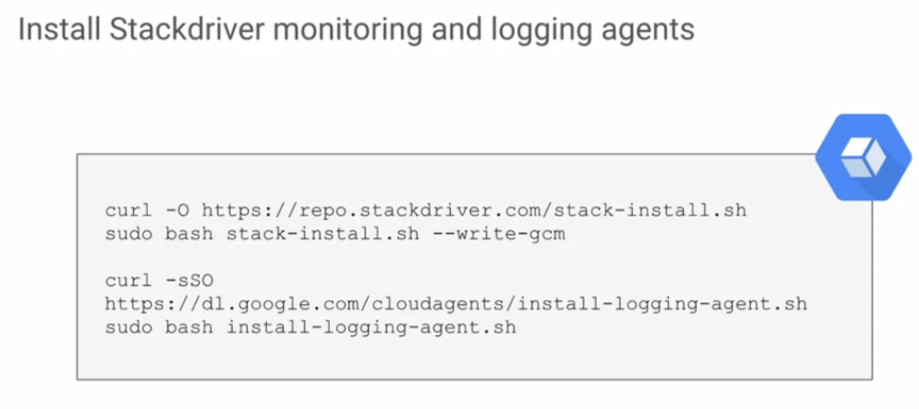 Install Stackdriver monitoring and logging agents
curl -O https://repo.stackdriver.com/stack-install.sh
sudo bash stack-install.sh --write-gcm
curl -sSO
https://dl.google.com/cloudagents/install-logging-agent.sh
sudo bash install-logging-agent.sh